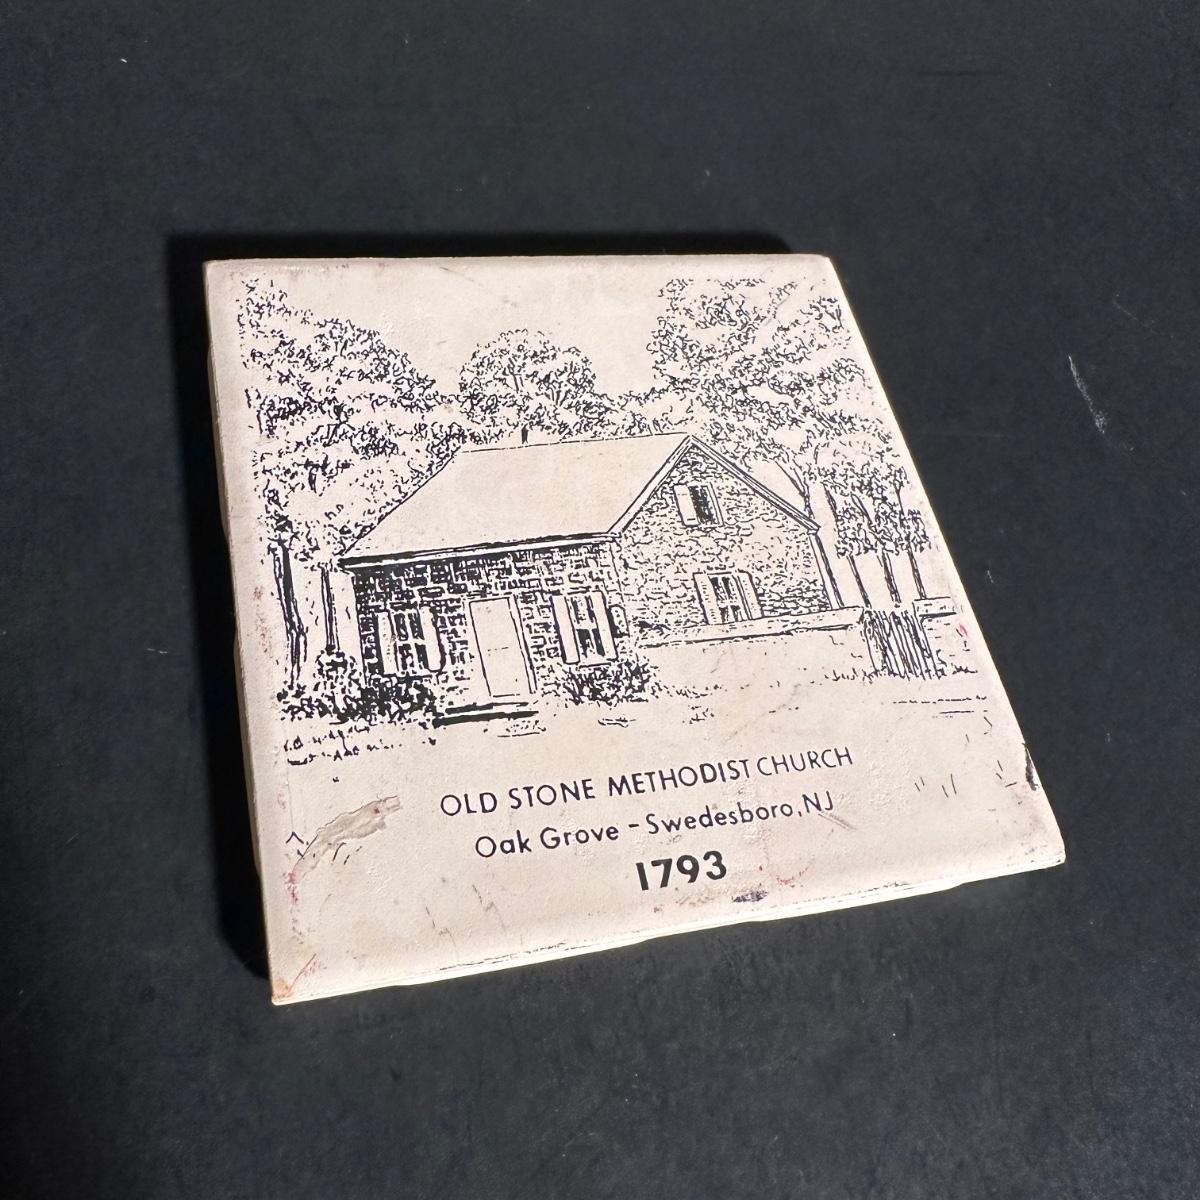 OLD STONE METHODIST CHURCH
Oak Grove - Swedesboro, NJ
1793